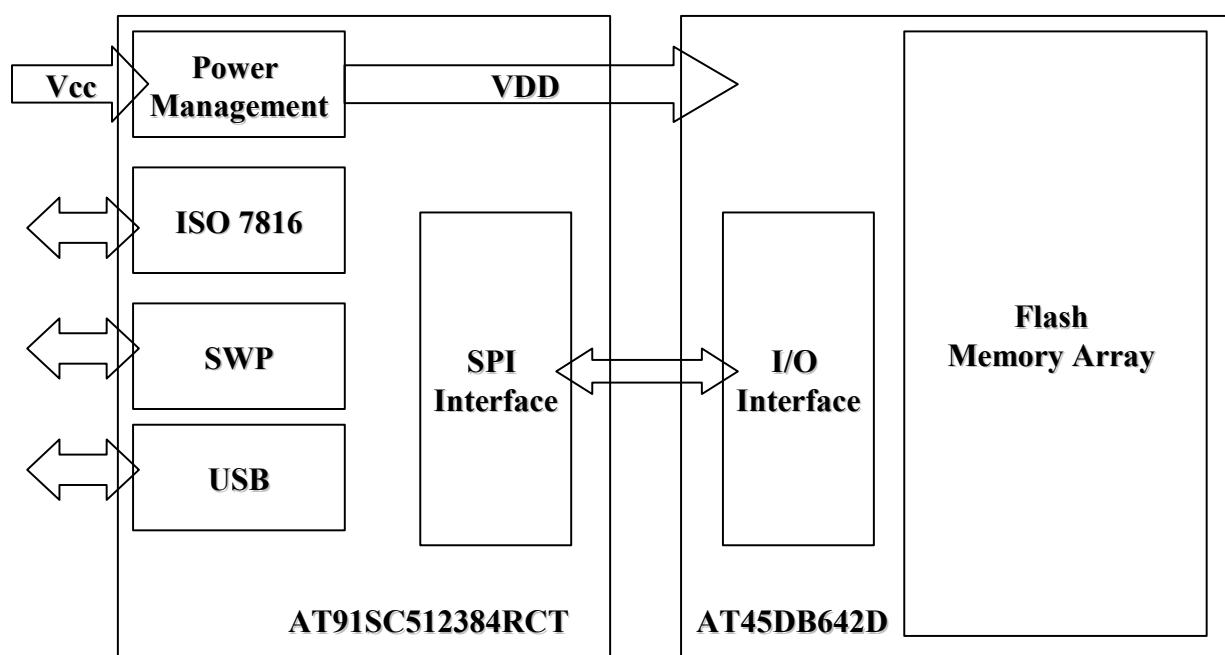 Vcc
Power
Management
VDD
ISO 7816
SWP
USB
SPI
Interface
I/O
Interface
Flash
Memory Array
AT91SC512384RCT
AT45DB642D